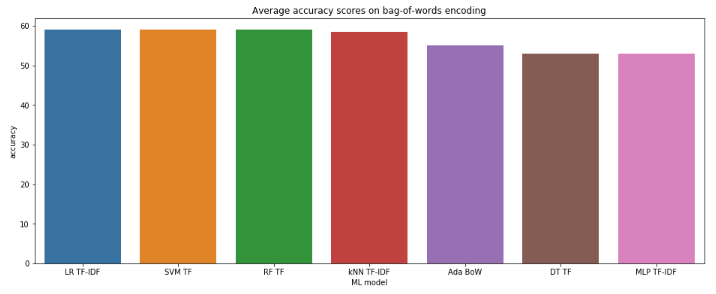 Average accuracy scores on bag-of-words encoding
60
50
40
30
20
10
0
accuracy
LR TF-IDF SVM TF RF TF kNN TF-IDF Ada BoW DT TF MLP TF-IDF
ML model